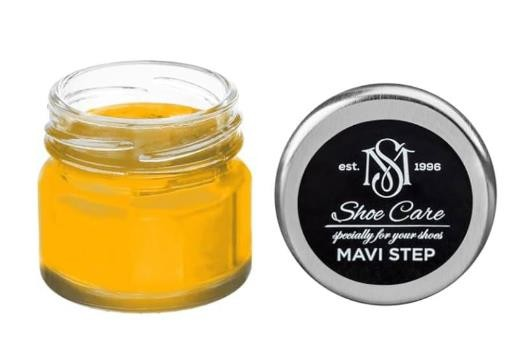 est. MS 1996
Shoe Care
specially for your shoes
MAVI STEP